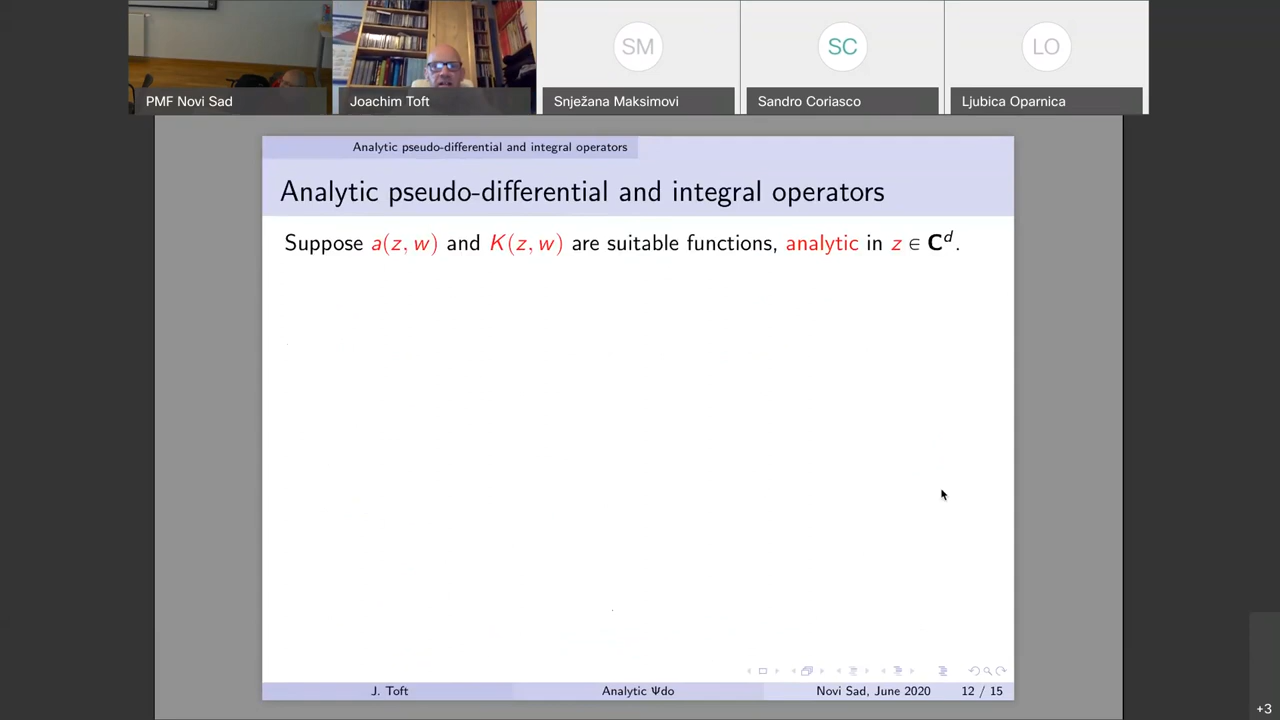 SM
SC
LO
PMF Novi Sad
Joachim Toft
Snježana Maksimovi
Sandro Coriasco
Ljubica Oparnica
Analytic pseudo-differential and integral operators
Analytic pseudo-differential and integral operators
Suppose a(z, w) and K(z, w) are suitable functions, analytic in z ∈ C^d.
J. Toft
Analytic Ψdo
Novi Sad, June 2020
12 / 15
+3